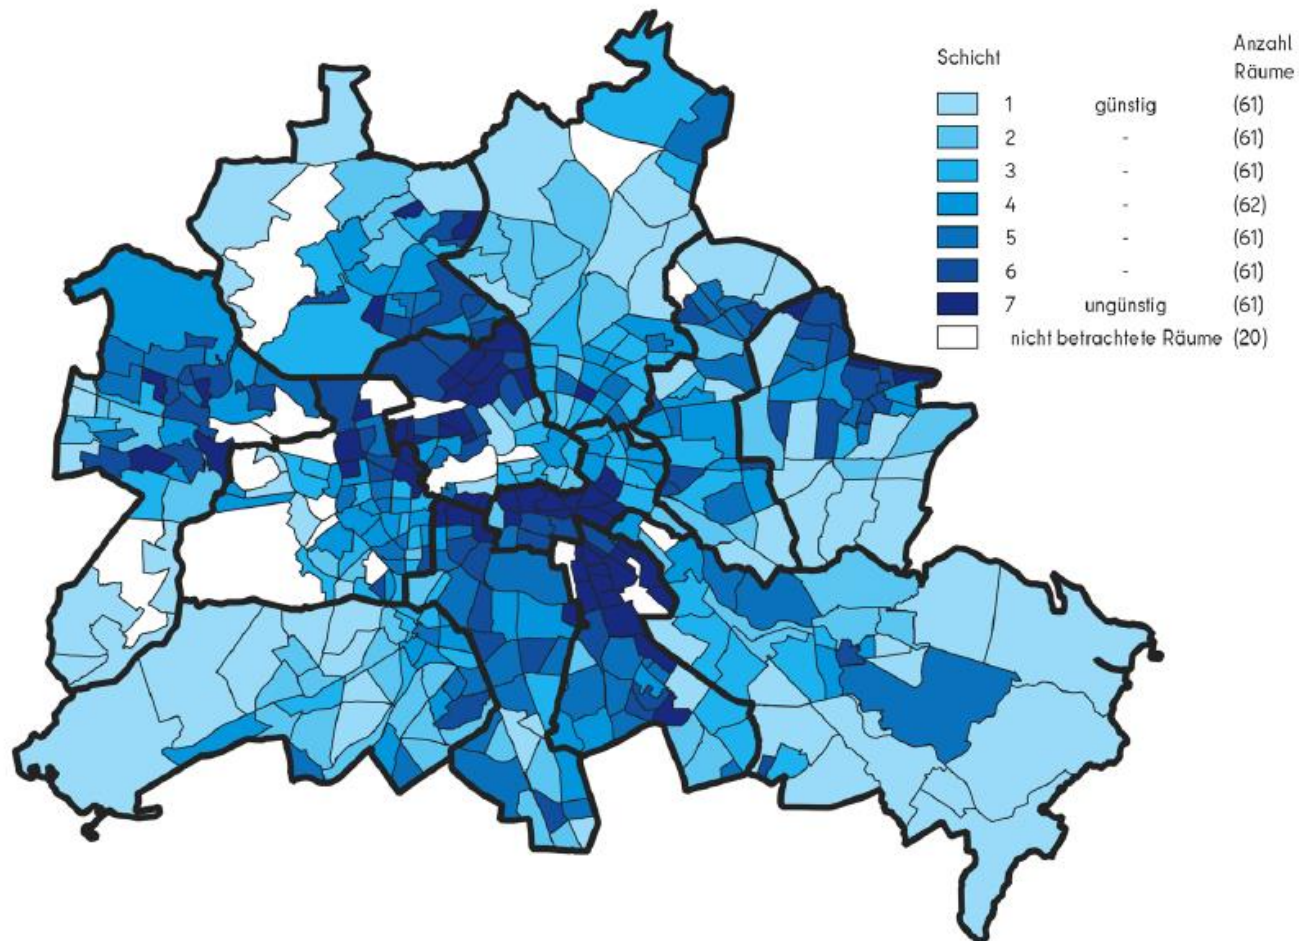 Schicht Anzahl Räume
1 günstig (61)
2 - (61)
3 - (61)
4 - (62)
5 - (61)
6 - (61)
7 ungünstig (61)
nicht betrachtete Räume (20)